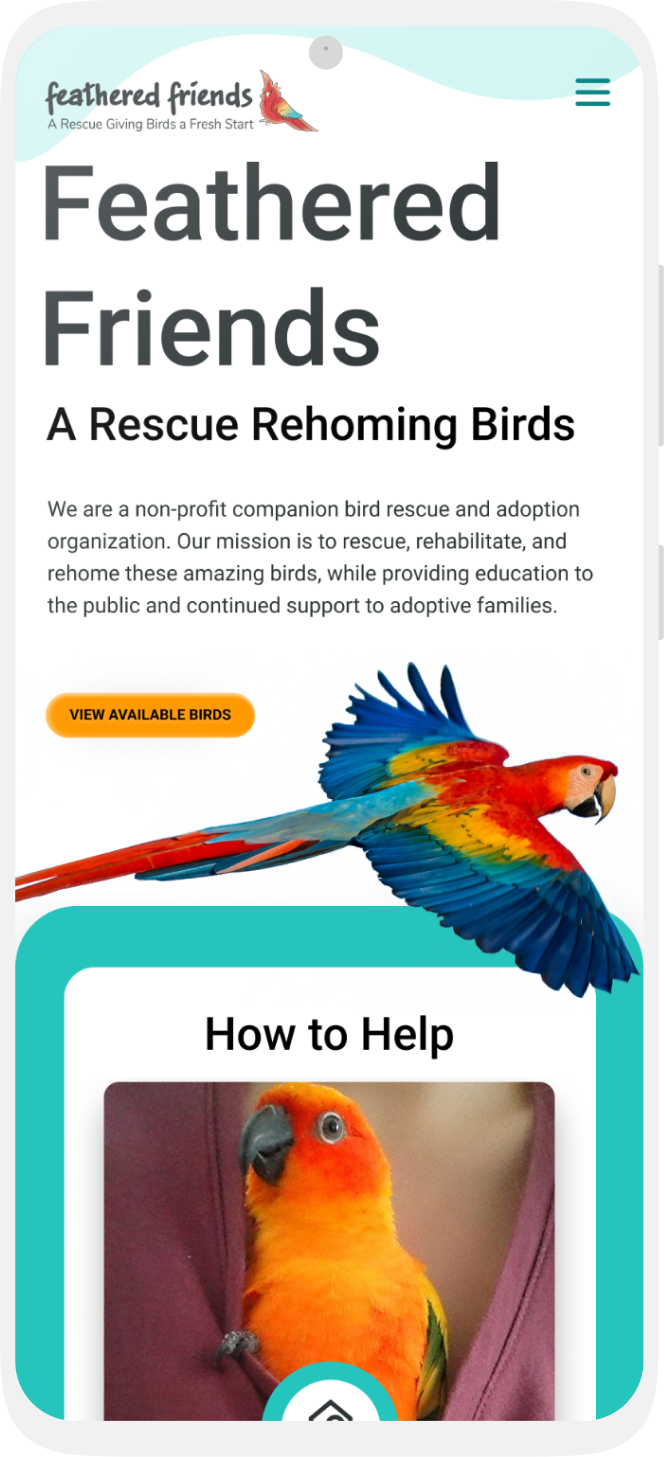 feathered friends
A Rescue Giving Birds a Fresh Start
Feathered
Friends
A Rescue Rehoming Birds
We are a non-profit companion bird rescue and adoption
organization. Our mission is to rescue, rehabilitate, and
rehome these amazing birds, while providing education to
the public and continued support to adoptive families.
VIEW AVAILABLE BIRDS
How to Help